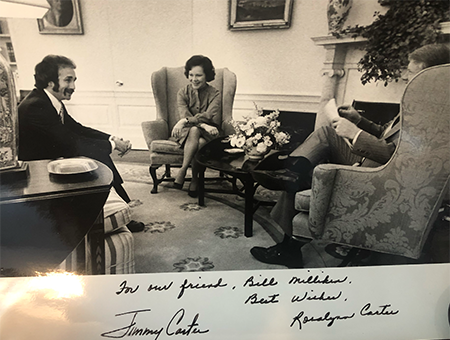 For our friend, Bill Milliken
Best Wishes,
Jimmy Carter
Rosalynn Carter